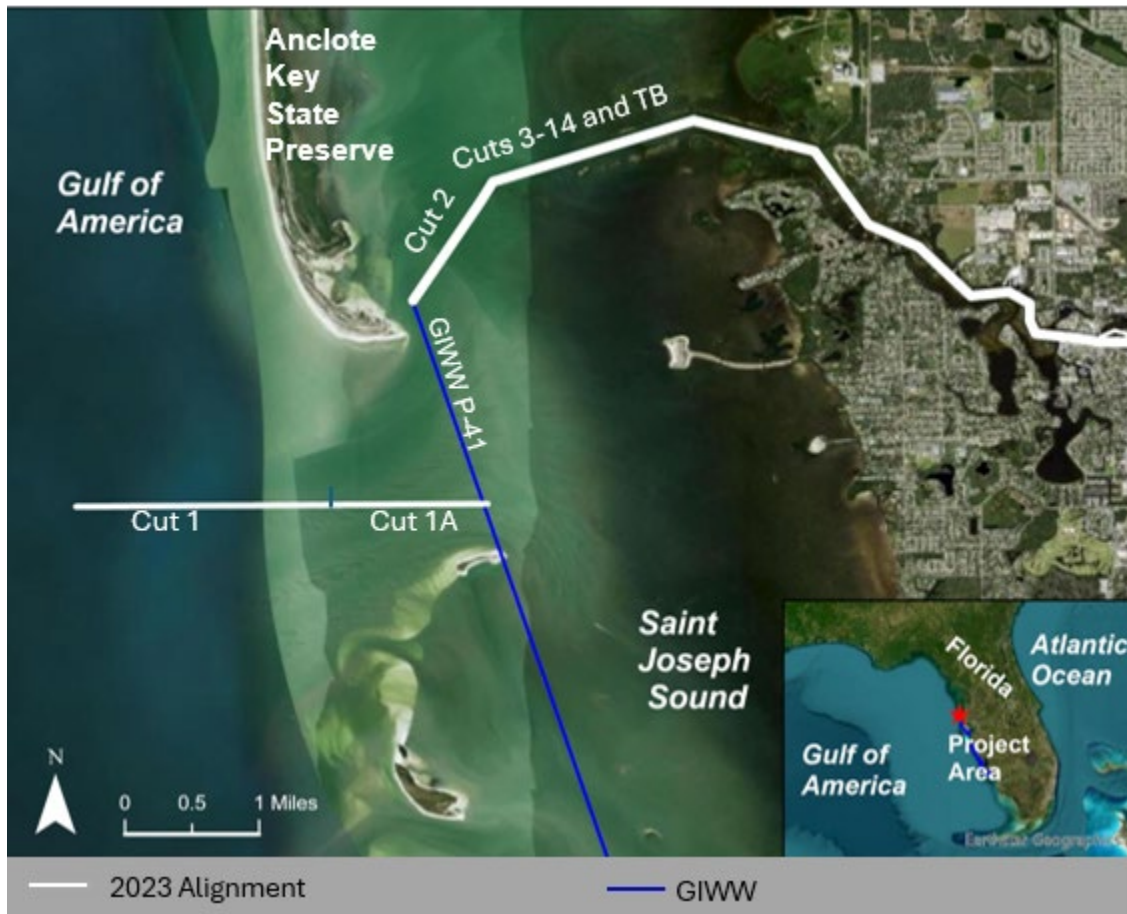 Anclote
Key
State
Preserve
Gulf of
America
Cuts 3-14 and TB
Cut 2
GIWW P-41
Cut 1
Cut 1A
Saint
Joseph
Sound
N
0 0.5 1 Miles
Florida
Atlantic
Ocean
Project
Area
Gulf of
America
Earthstar Geographics
2023 Alignment
GIWW